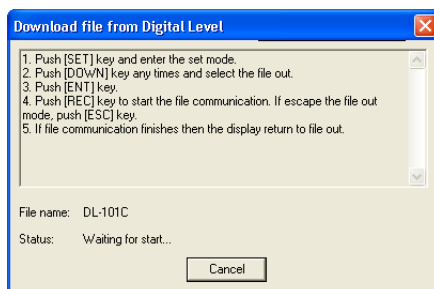 Download file from Digital Level
1. Push [SET] key and enter the set mode.
2. Push [DOWN] key any times and select the file out.
3. Push [ENT] key.
4. Push [REC] key to start the file communication. If escape the file out
mode, push [ESC] key.
5. If file communication finishes then the display return to file out.
File name: DL-101C
Status: Waiting for start...
Cancel